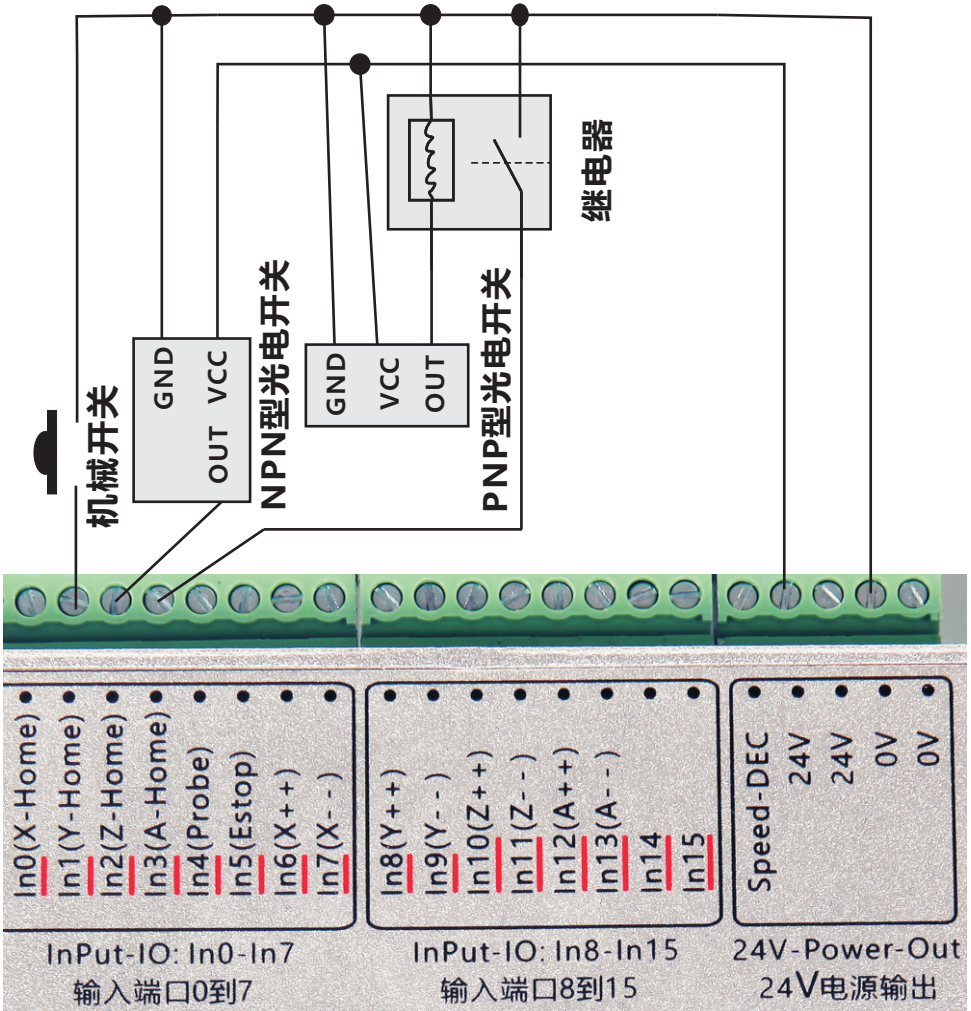 继电器
GND
VCC
OUT
NPN型光电开关
GND
VCC
OUT
PNP型光电开关
机械开关
In0(X-Home)
In1(Y-Home)
In2(Z-Home)
In3(A-Home)
In4(Probe)
In5(Estop)
In6(X++)
In7(X--)
In8(Y++)
In9(Y--)
In10(Z++)
In11(Z--)
In12(A++)
In13(A--)
In14
In15
Speed-DEC
24V
24V
0V
0V
InPut-IO: In0-In7
输入端口0到7
InPut-IO: In8-In15
输入端口8到15
24V-Power-Out
24V电源输出